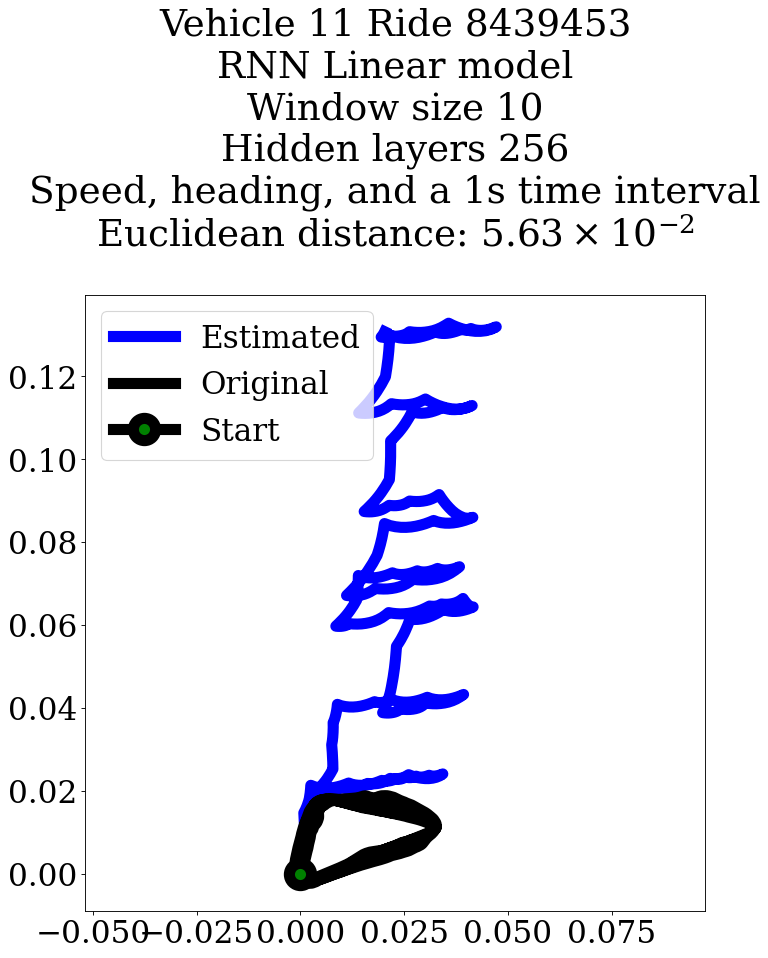 Vehicle 11 Ride 8439453
RNN Linear model
Window size 10
Hidden layers 256
Speed, heading, and a 1s time interval
Euclidean distance: 5.63 × 10⁻²
Estimated
Original
Start
0.12
0.10
0.08
0.06
0.04
0.02
0.00
−0.050 −0.025 0.000 0.025 0.050 0.075